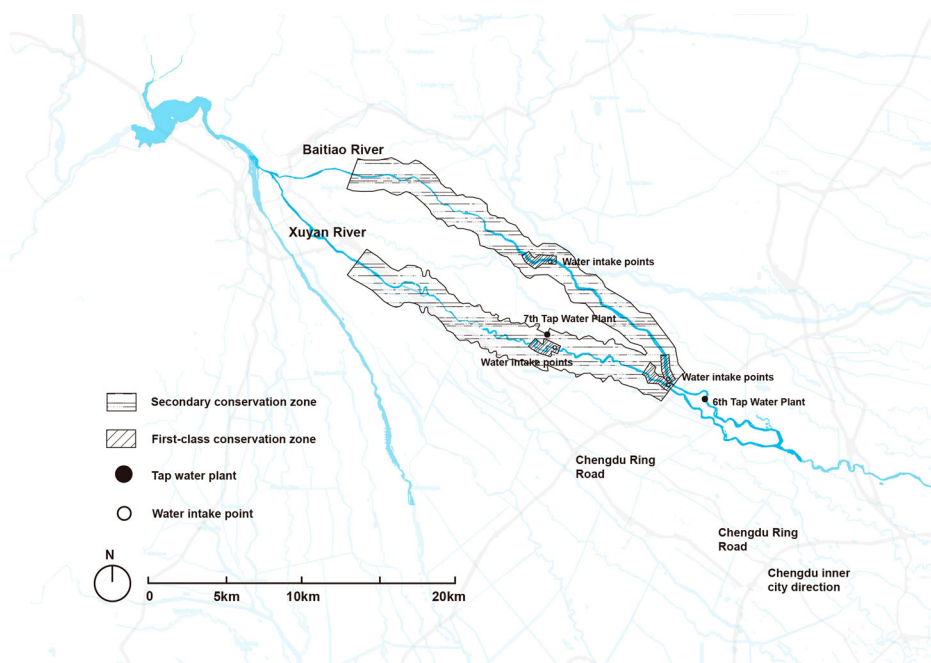 Baitiao River
Xuyan River
Water intake points
7th Tap Water Plant
Water intake points
Water intake points
6th Tap Water Plant
Secondary conservation zone
First-class conservation zone
Tap water plant
Water intake point
Chengdu Ring
Road
Chengdu Ring
Road
Chengdu inner
city direction
N
0
5km
10km
20km